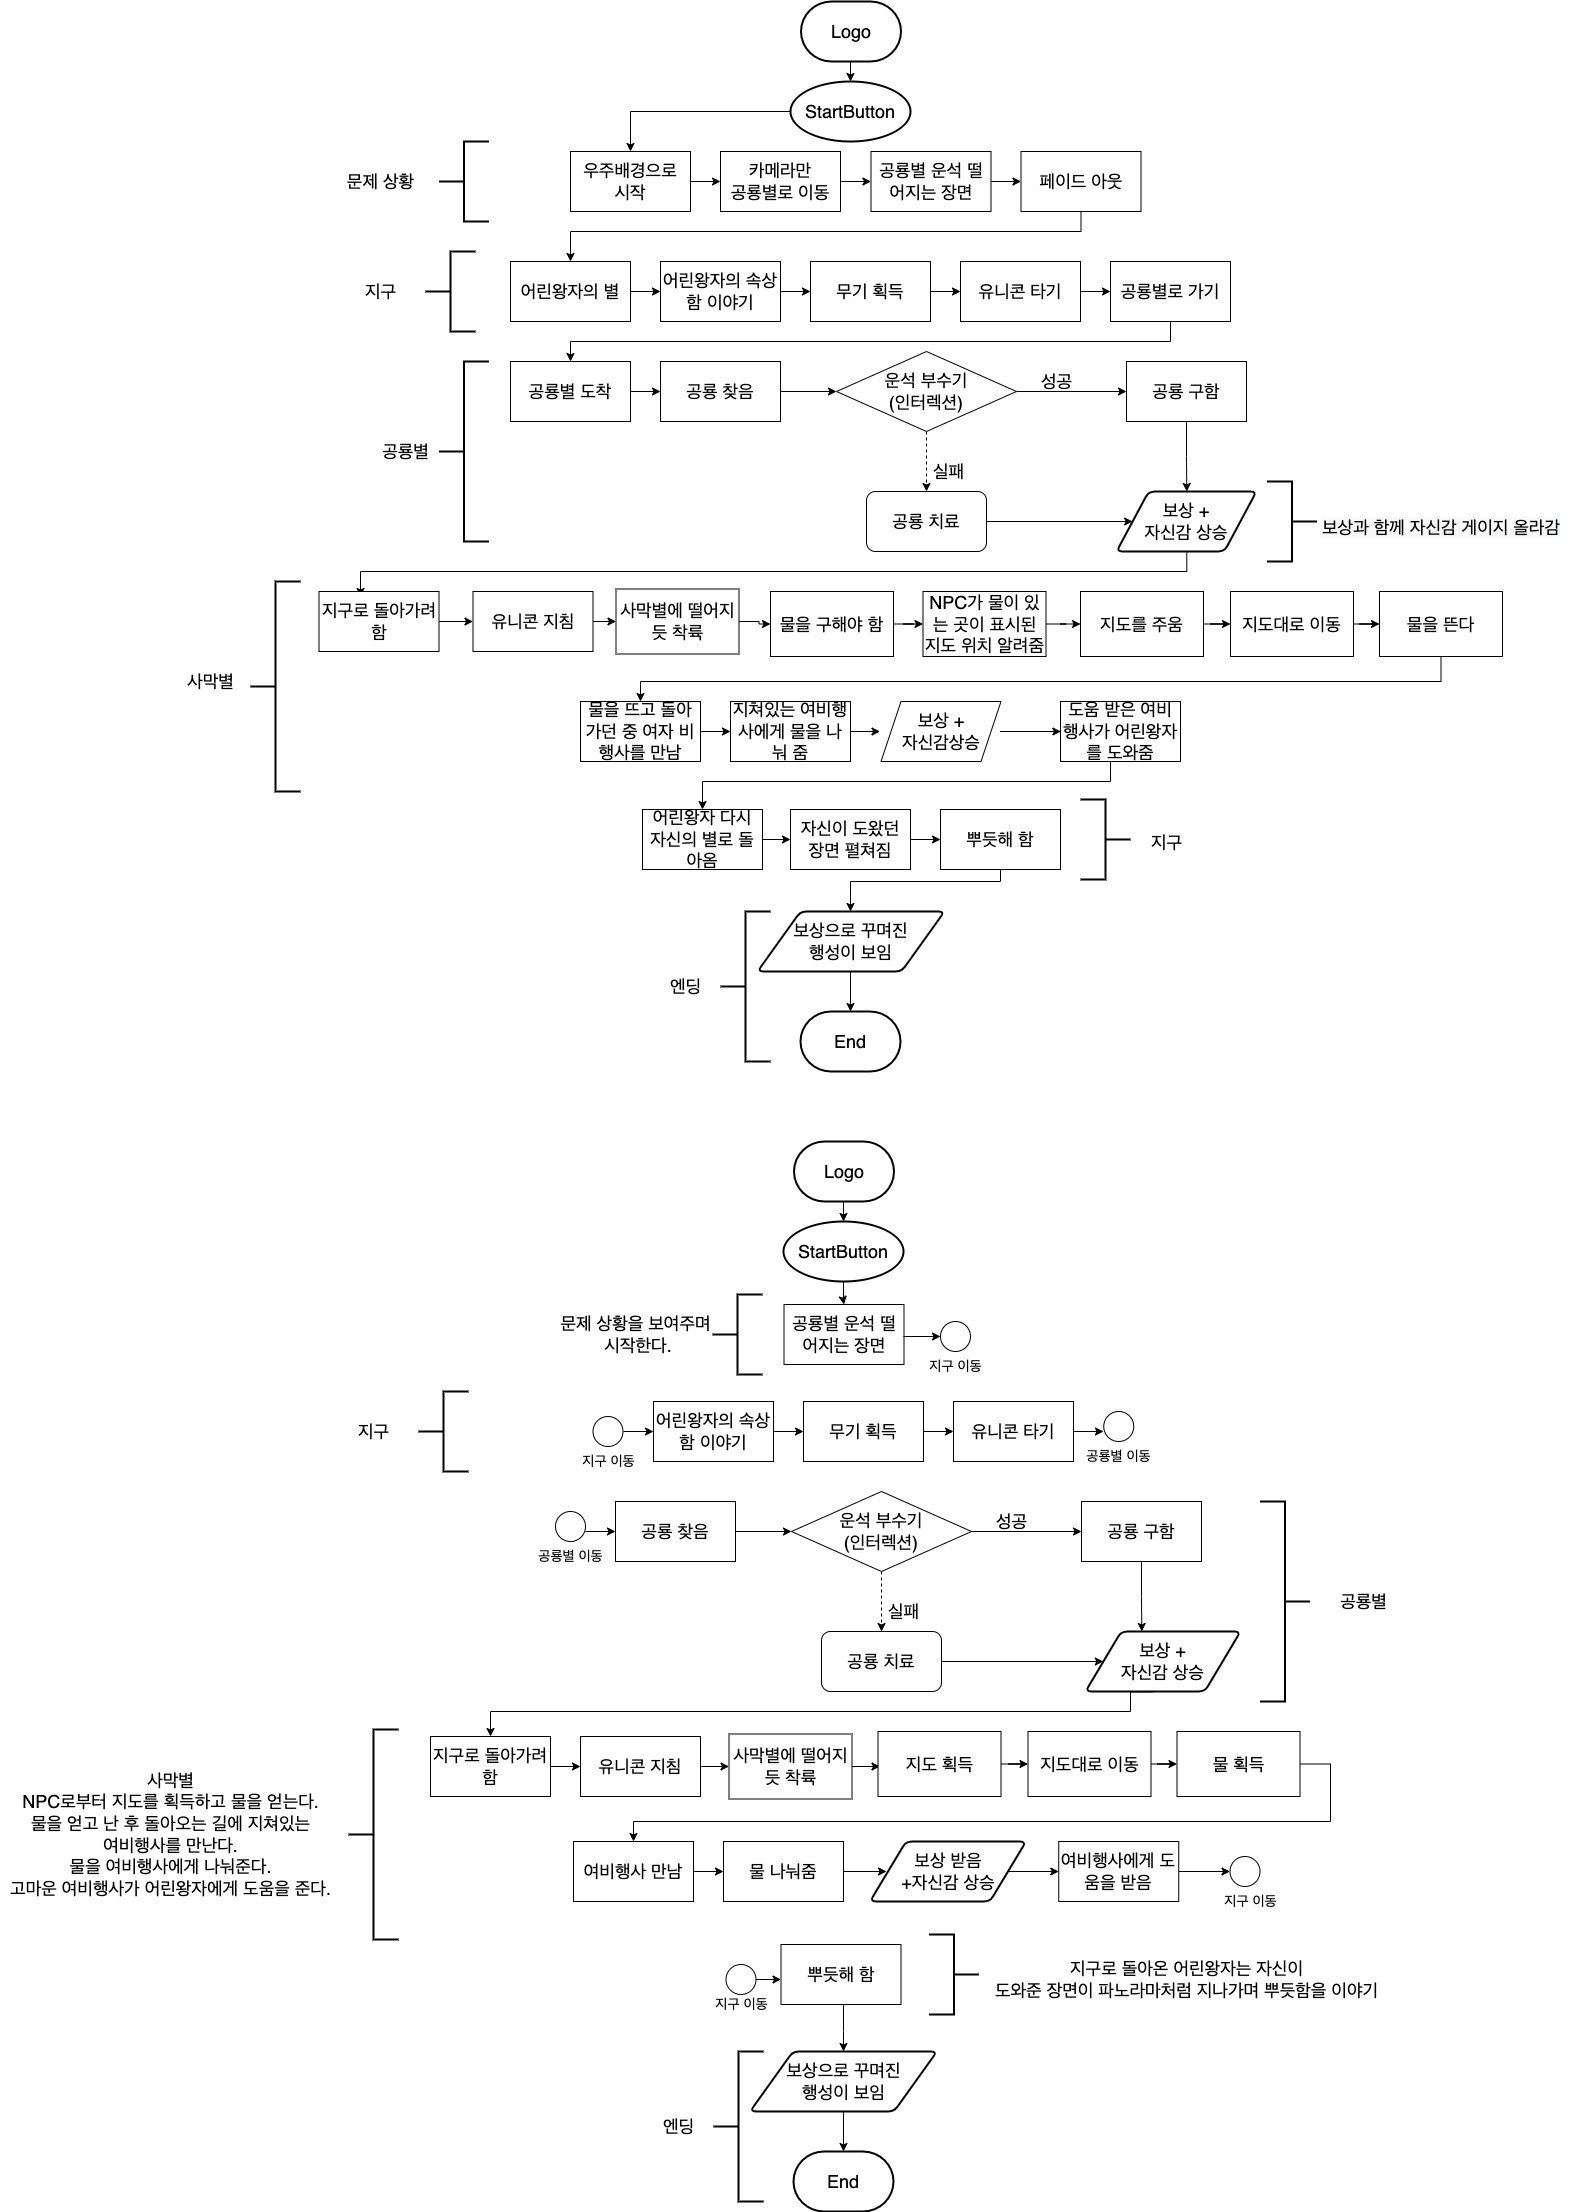 Logo
StartButton
문제 상황
우주배경으로
시작
카메라만
공룡별로 이동
공룡별 운석 떨
어지는 장면
페이드 아웃
지구
어린왕자의 별
어린왕자의 속상
함 이야기
무기 획득
유니콘 타기
공룡별로 가기
공룡별
공룡별 도착
공룡 찾음
운석 부수기
(인터렉션)
성공
공룡 구함
실패
공룡 치료
보상 +
자신감 상승
보상과 함께 자신감 게이지 올라감
사막별
지구로 돌아가려
함
유니콘 지침
사막별에 떨어지
듯 착륙
물을 구해야 함
NPC가 물이 있
는 곳이 표시된
지도 위치 알려줌
지도를 주움
지도대로 이동
물을 뜬다
물을 뜨고 돌아
가던 중 여자 비
행사를 만남
지쳐있는 여비행
사에게 물을 나
눠 줌
보상 +
자신감상승
도움 받은 여비
행사가 어린왕자
를 도와줌
어린왕자 다시
자신의 별로 돌
아옴
자신이 도왔던
장면 펼쳐짐
뿌듯해 함
지구
엔딩
보상으로 꾸며진
행성이 보임
End
Logo
StartButton
문제 상황을 보여주며
시작한다.
공룡별 운석 떨
어지는 장면
지구 이동
지구
지구 이동
어린왕자의 속상
함 이야기
무기 획득
유니콘 타기
공룡별 이동
공룡별 이동
공룡 찾음
운석 부수기
(인터렉션)
성공
공룡 구함
실패
공룡 치료
보상 +
자신감 상승
공룡별
사막별
NPC로부터 지도를 획득하고 물을 얻는다.
물을 얻고 난 후 돌아오는 길에 지쳐있는
여비행사를 만난다.
물을 여비행사에게 나눠준다.
고마운 여비행사가 어린왕자에게 도움을 준다.
지구로 돌아가려
함
유니콘 지침
사막별에 떨어지
듯 착륙
지도 획득
지도대로 이동
물 획득
여비행사 만남
물 나눠줌
보상 받음
+자신감 상승
여비행사에게 도
움을 받음
지구 이동
지구 이동
뿌듯해 함
지구로 돌아온 어린왕자는 자신이
도와준 장면이 파노라마처럼 지나가며 뿌듯함을 이야기
엔딩
보상으로 꾸며진
행성이 보임
End